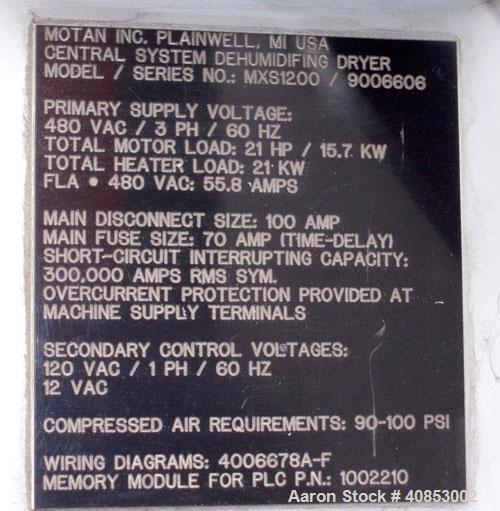 MOTAN INC. PLAINWELL, MI USA
CENTRAL SYSTEM DEHUMIDIFING DRYER
MODEL / SERIES NO.: MXS1200 / 9006606
PRIMARY SUPPLY VOLTAGE:
480 VAC / 3 PH / 60 HZ
TOTAL MOTOR LOAD: 21 HP / 15.7 KW
TOTAL HEATER LOAD: 21 KW
FLA • 480 VAC: 55.8 AMPS
MAIN DISCONNECT SIZE: 100 AMP
MAIN FUSE SIZE: 70 AMP (TIME-DELAY)
SHORT-CIRCUIT INTERRUPTING CAPACITY:
300,000 AMPS RMS SYM.
OVERCURRENT PROTECTION PROVIDED AT
MACHINE SUPPLY TERMINALS
SECONDARY CONTROL VOLTAGES:
120 VAC / 1 PH / 60 HZ
12 VAC
COMPRESSED AIR REQUIREMENTS: 90-100 PSI
WIRING DIAGRAMS: 4006678A-F
MEMORY MODULE FOR PLC P.N.: 1002210
Aaron Stock # 40853002